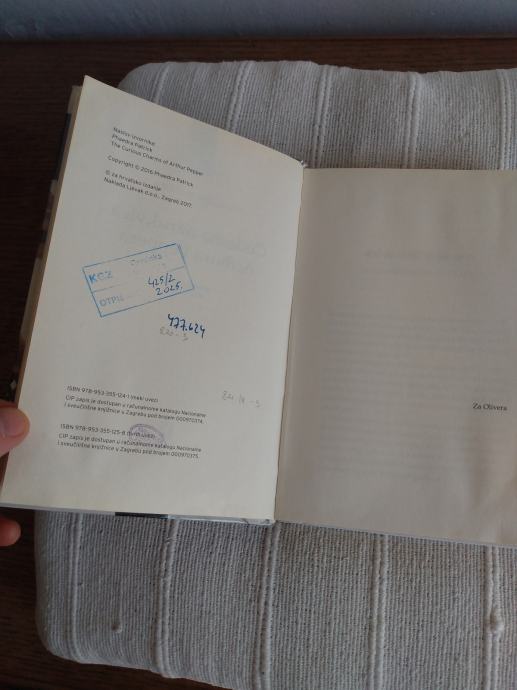 Naslov izvornika:
Phaedra Patrick
The Curious Charms of Arthur Pepper
Copyright © 2016 Phaedra Patrick
© za hrvatsko izdanje
Naklada Ljevak d.o.o., Zagreb 2017.
KGZ
OTPIS
425/2
2025.
477.624
ISBN 978-953-355-124-1 (meki uvez)
CIP zapis je dostupan u računalnome katalogu Nacionalne
i sveučilišne knjižnice u Zagrebu pod brojem 000970374.
ISBN 978-953-355-125-8 (tvrdi uvez)
CIP zapis je dostupan u računalnome katalogu Nacionalne
i sveučilišne knjižnice u Zagrebu pod brojem 000970375.
Za Olivera